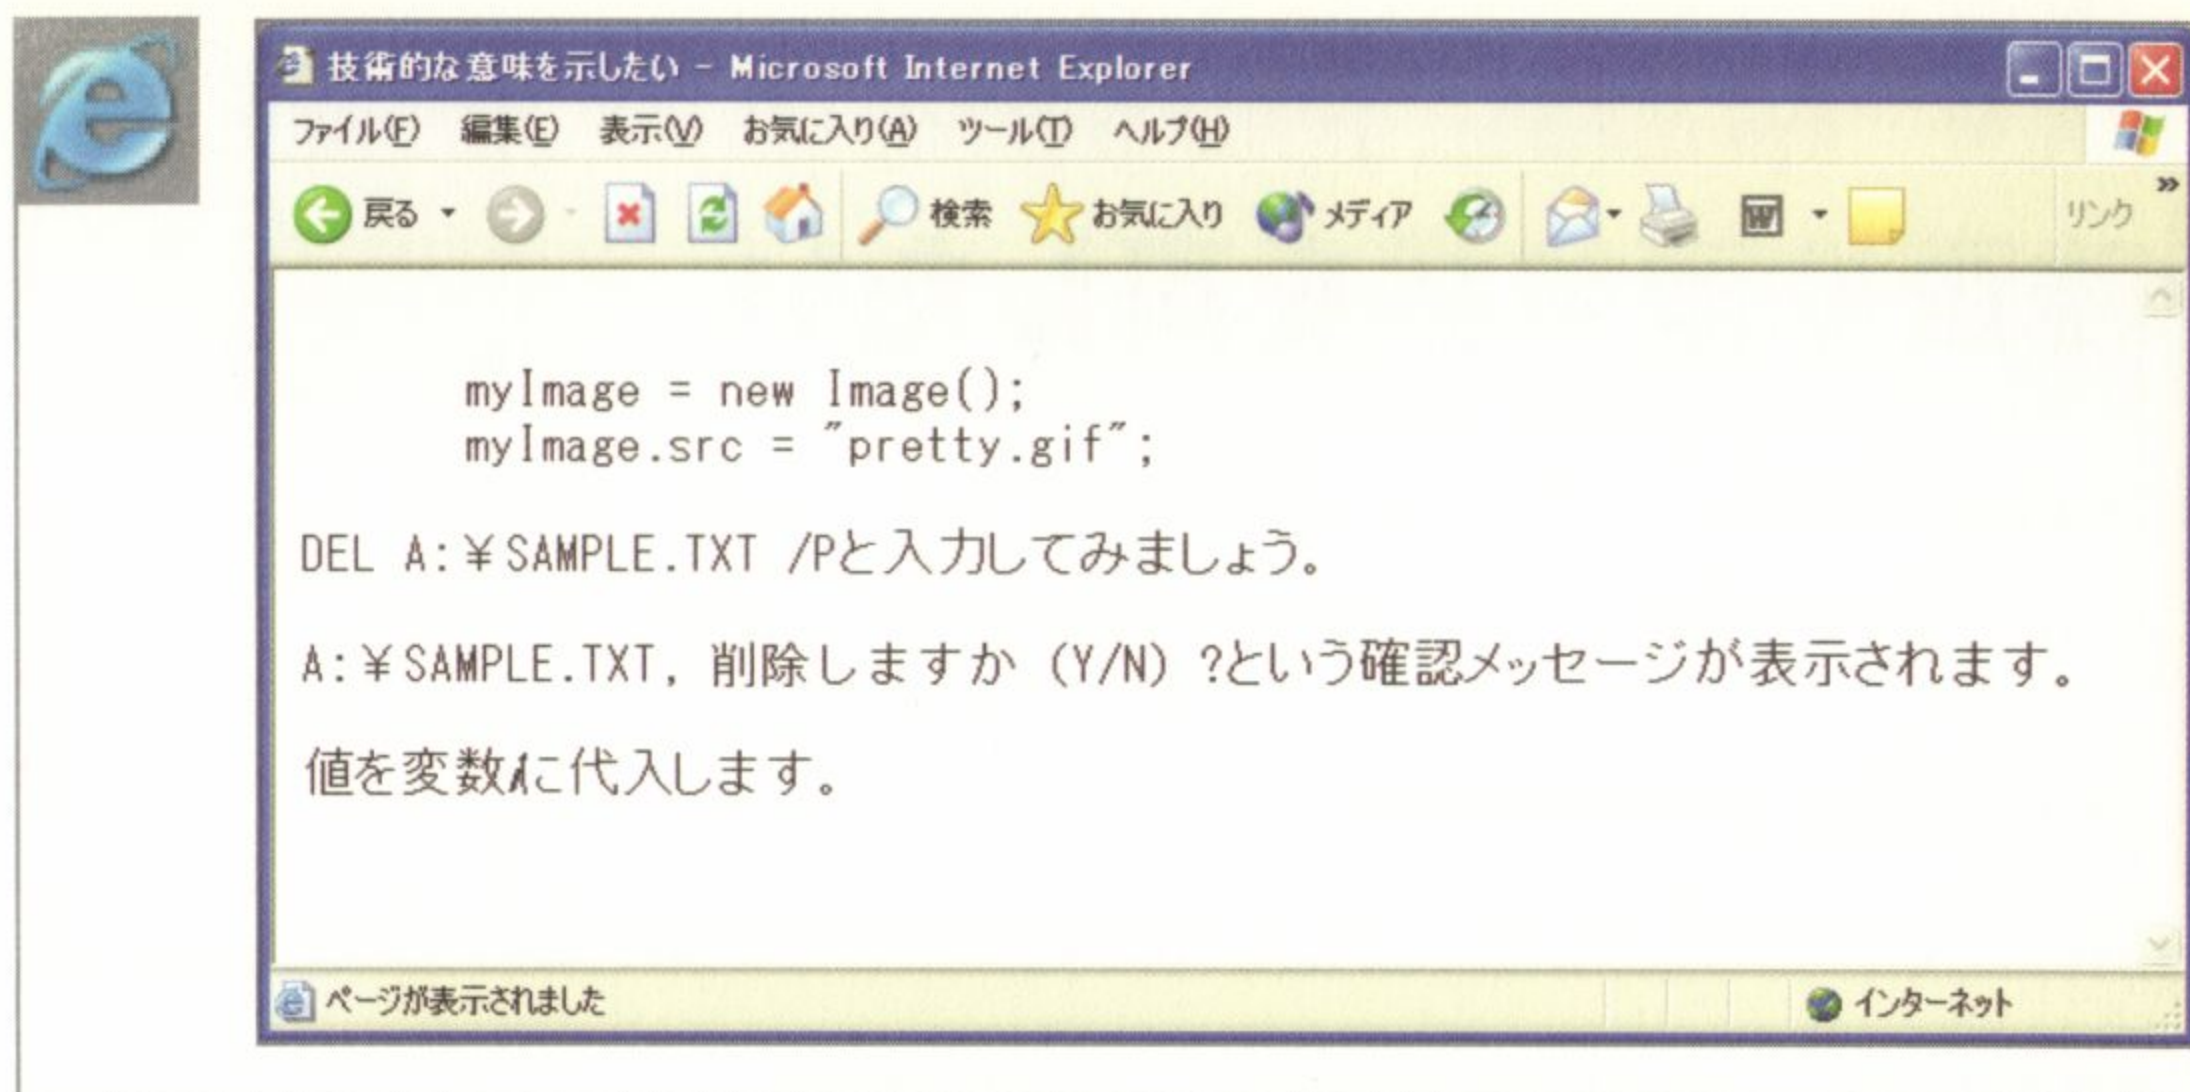 技術的な意味を示したい - Microsoft Internet Explorer
ファイル(F) 編集(E) 表示(V) お気に入り(A) ツール(T) ヘルプ(H)
戻る 検索 お気に入り メディア リンク
myImage = new Image();
myImage.src = "pretty.gif";
DEL A:¥SAMPLE.TXT /Pと入力してみましょう。
A:¥SAMPLE.TXT, 削除しますか (Y/N) ?という確認メッセージが表示されます。
値を変数に代入します。
ページが表示されました インターネット